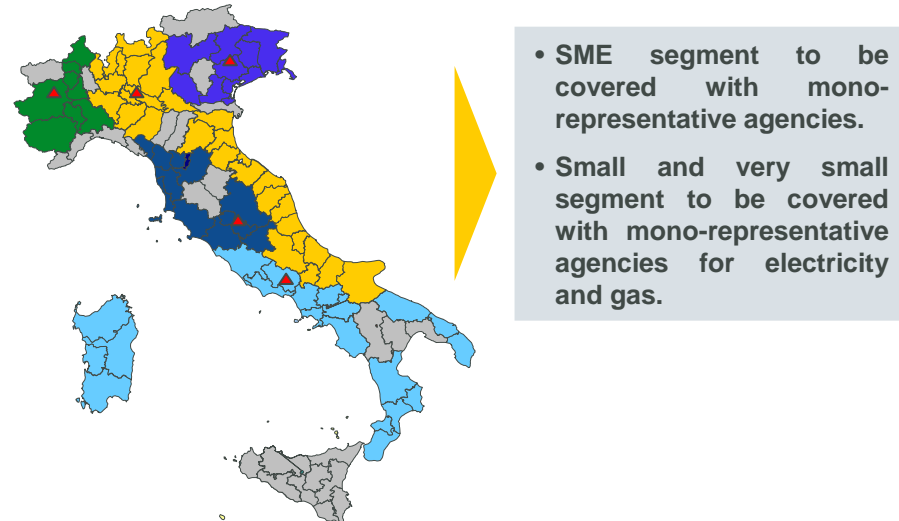 • SME segment to be
covered with mono-
representative agencies.
• Small and very small
segment to be covered
with mono-representative
agencies for electricity
and gas.